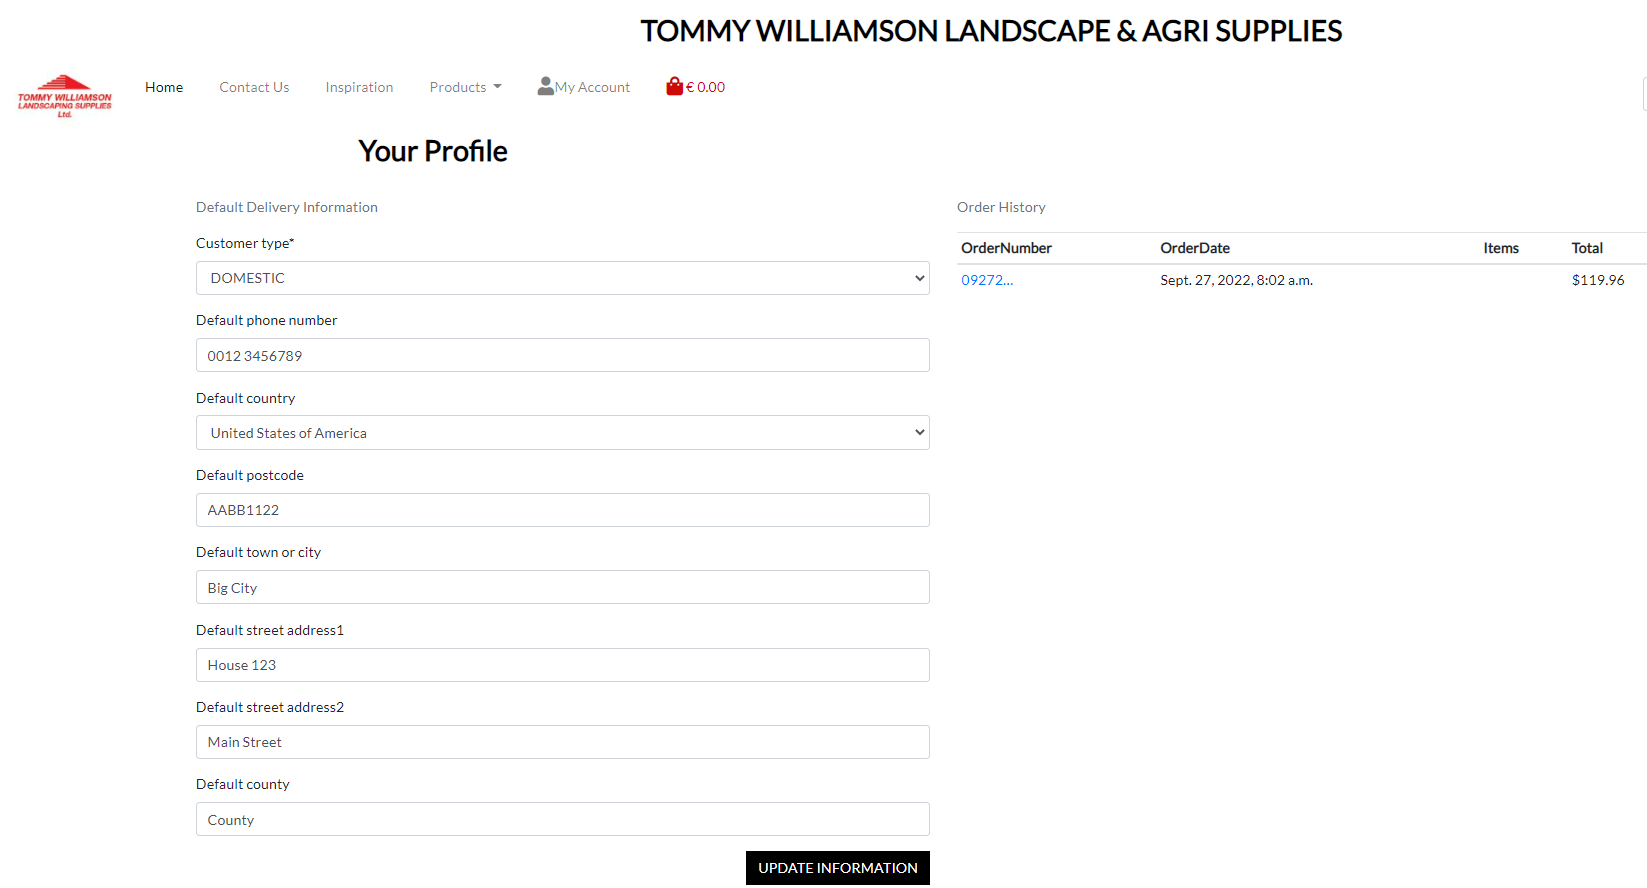 TOMMY WILLIAMSON LANDSCAPE & AGRI SUPPLIES
TOMMY WILLIAMSON
LANDSCAPING SUPPLIES
Ltd.
Home
Contact Us
Inspiration
Products
My Account
€ 0.00
Your Profile
Default Delivery Information
Customer type*
DOMESTIC
Default phone number
0012 3456789
Default country
United States of America
Default postcode
AABB1122
Default town or city
Big City
Default street address1
House 123
Default street address2
Main Street
Default county
County
UPDATE INFORMATION
Order History
OrderNumber OrderDate Items Total
09272... Sept. 27, 2022, 8:02 a.m. $119.96